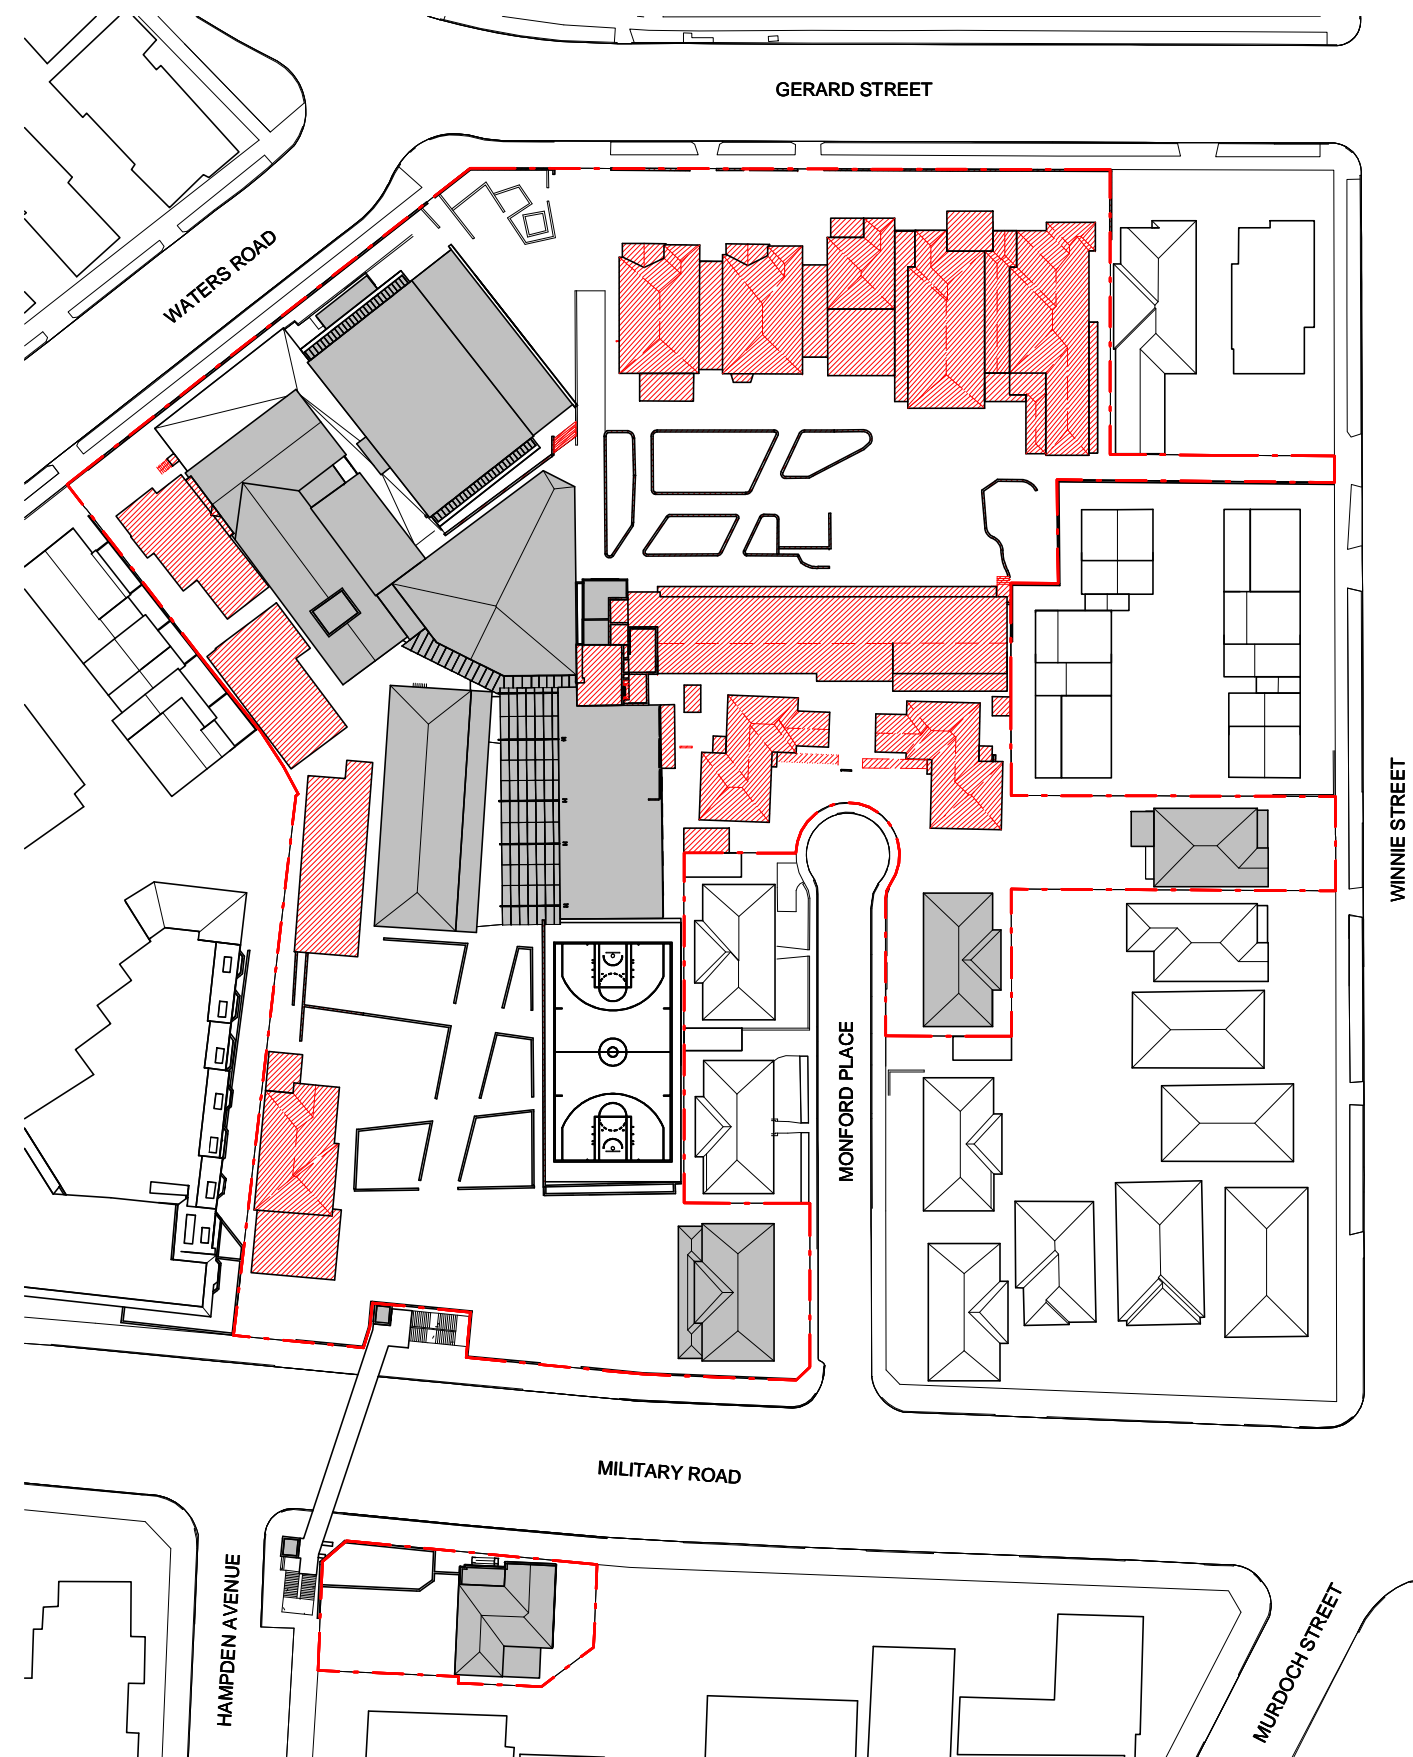 GERARD STREET
WATERS ROAD
WINNIE STREET
MONFORD PLACE
MILITARY ROAD
HAMPDEN AVENUE
MURDOCH STREET